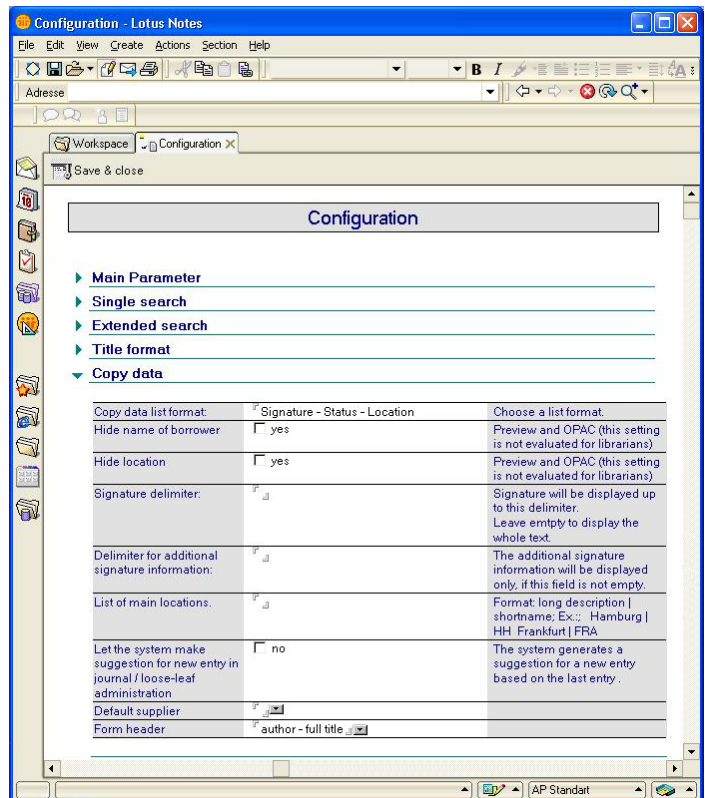 Configuration - Lotus Notes
File Edit View Create Actions Section Help
B I
Adresse
Workspace Configuration
Save & close
Configuration
Main Parameter
Single search
Extended search
Title format
Copy data
Copy data list format: Signature - Status - Location Choose a list format.
Hide name of borrower yes Preview and OPAC (this setting
is not evaluated for librarians)
Hide location yes Preview and OPAC (this setting
is not evaluated for librarians)
Signature delimiter: Signature will be displayed up
to this delimiter.
Leave emtpty to display the
whole text.
Delimiter for additional
signature information:
The additional signature
information will be displayed
only, if this field is not empty.
List of main locations. Format: long description |
shortname; Ex.:; Hamburg |
HH Frankfurt | FRA
Let the system make
suggestion for new entry in
journal / loose-leaf
administration
no
The system generates a
suggestion for a new entry
based on the last entry .
Default supplier
Form header author - full title
AP Standart